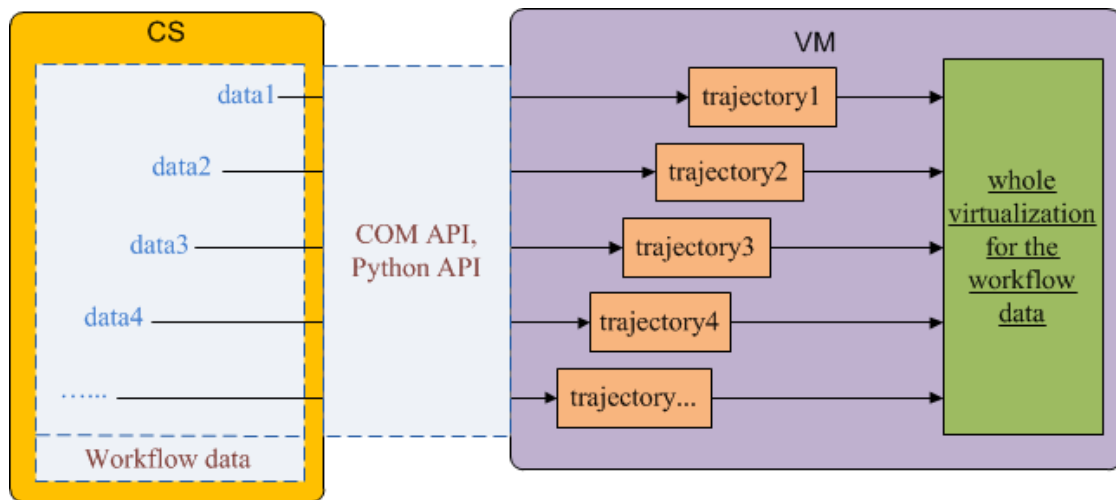 CS
VM
data1
trajectory1
data2
trajectory2
data3
COM API,
Python API
trajectory3
data4
trajectory4
…...
trajectory...
whole
virtualization
for the
workflow
data
Workflow data